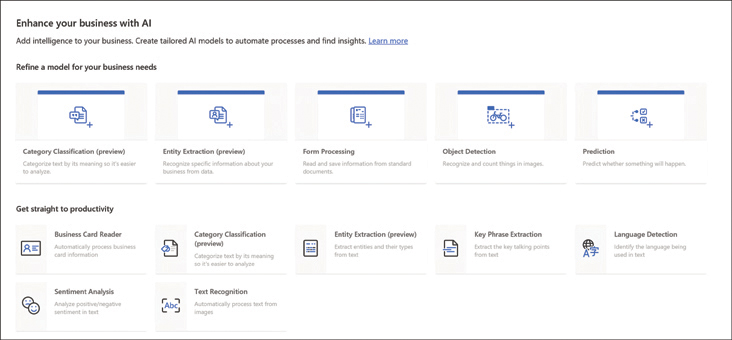 Enhance your business with AI
Add intelligence to your business. Create tailored AI models to automate processes and find insights. Learn more
Refine a model for your business needs
Category Classification (preview)
Categorize text by its meaning so it's easier
to analyze.
Entity Extraction (preview)
Recognize specific information about your
business from data.
Form Processing
Read and save information from standard
documents.
Object Detection
Recognize and count things in images.
Prediction
Predict whether something will happen.
Get straight to productivity
Business Card Reader
Automatically process business
card information
Category Classification
(preview)
Categorize text by its meaning
so it's easier to analyze
Entity Extraction (preview)
Extract entities and their types
from text
Key Phrase Extraction
Extract the key talking points
from text
A字
Language Detection
Identify the language being
used in text
Sentiment Analysis
Analyze positive/negative
sentiment in text
Abc
Text Recognition
Automatically process text from
images